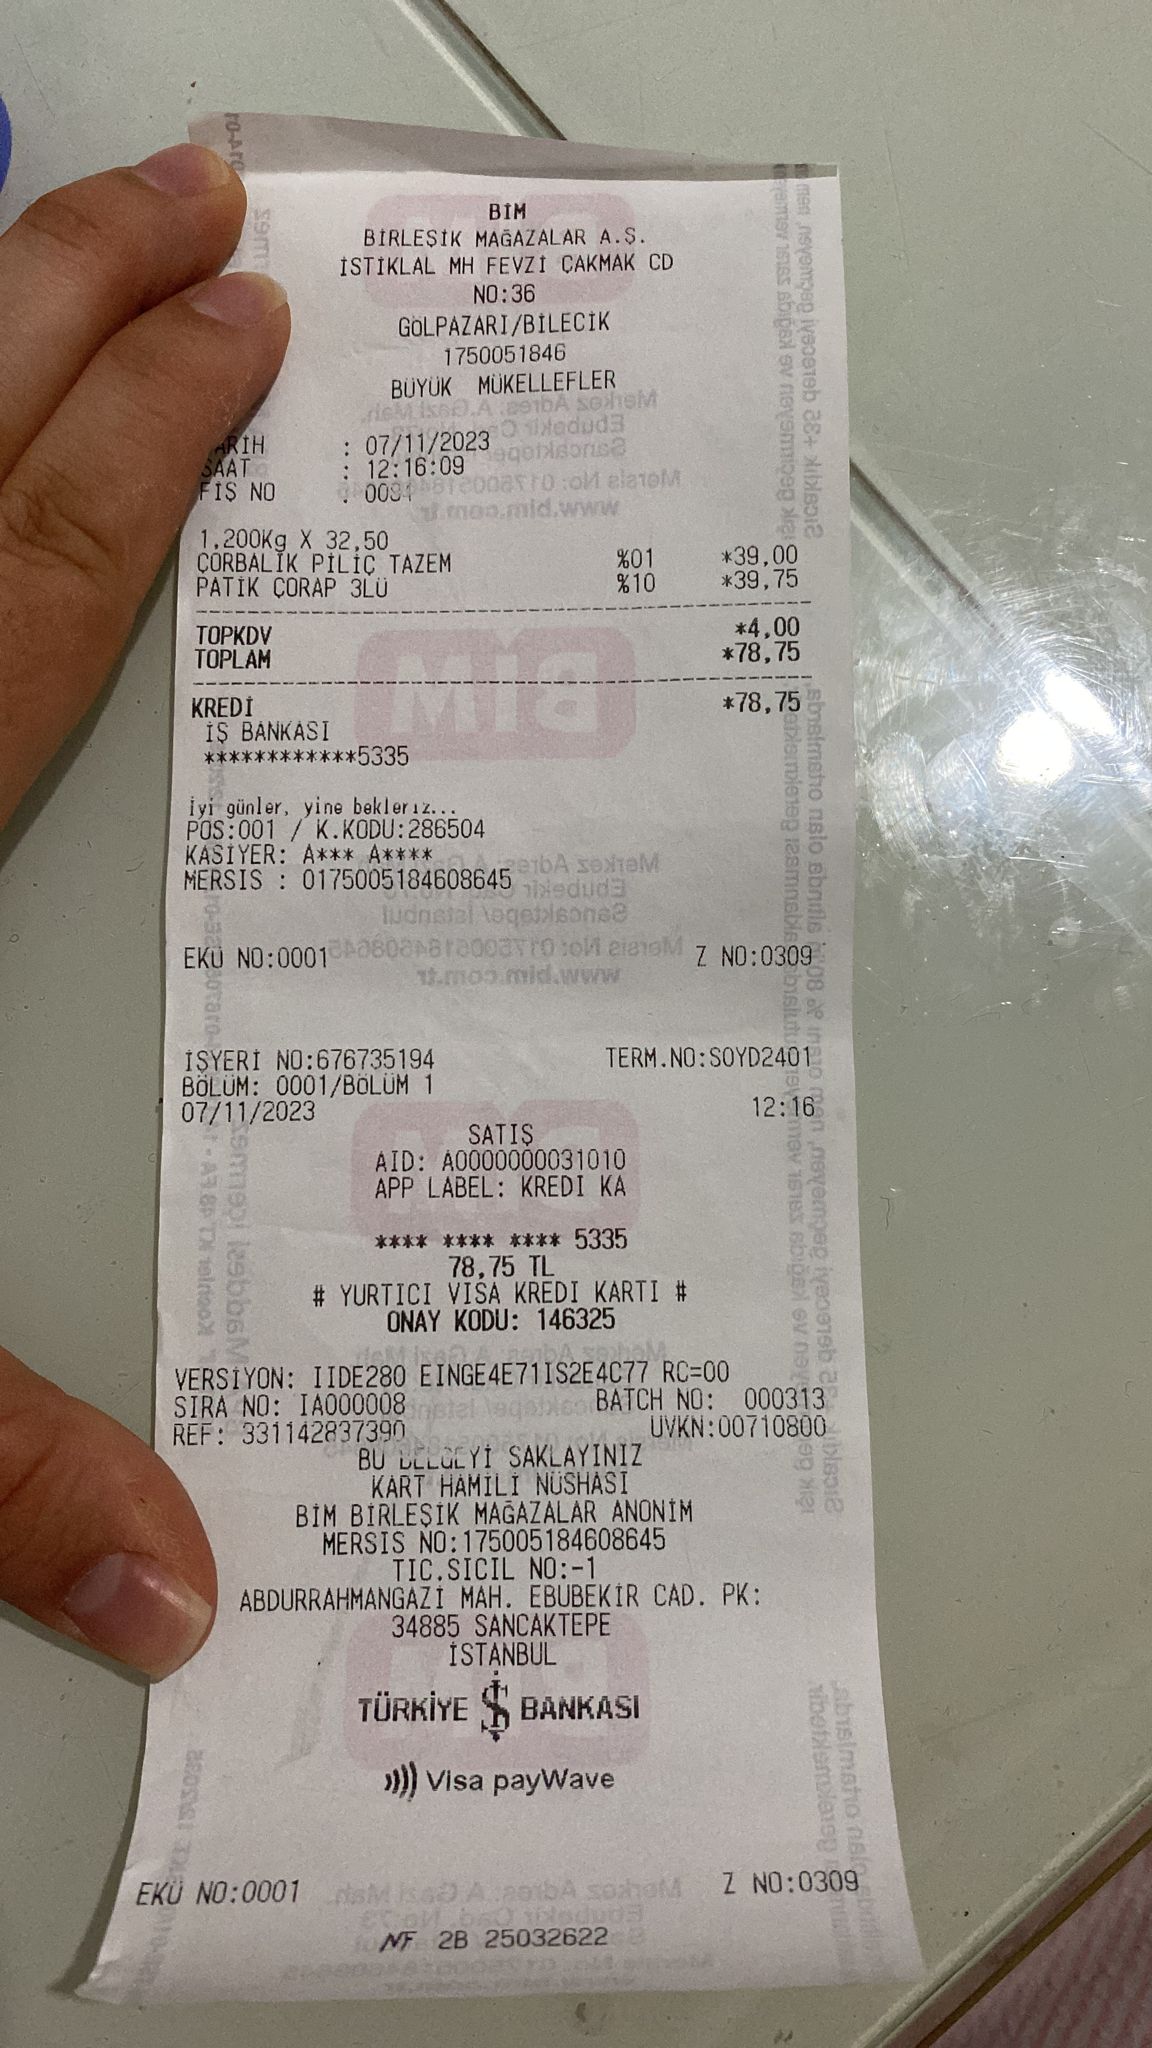 BİM
BİRLEŞİK MAĞAZALAR A.Ş.
İSTİKLAL MH FEVZİ ÇAKMAK CD
NO:36
GÖLPAZARI/BİLECİK
1750051846
BÜYÜK MÜKELLEFLER
ARİH : 07/11/2023
SAAT : 12:16:09
FİŞ NO :
1,200Kg X 32,50
ÇORBALIK PİLİÇ TAZEM %01 *39,00
PATİK ÇORAP 3LÜ %10 *39,75
TOPKDV *4,00
TOPLAM *78,75
KREDİ *78,75
İŞ BANKASI
************5335
İyi günler, yine bekleriz...
POS:001 / K.KODU:286504
KASİYER: A*** A****
MERSIS : 0175005184608645
EKÜ NO:0001 Z NO:0309
İŞYERİ NO:676735194 TERM.NO:S0YD2401
BÖLÜM: 0001/BÖLÜM 1
07/11/2023 12:16
SATIŞ
AID: A0000000031010
APP LABEL: KREDI KA
**** **** **** 5335
78,75 TL
# YURTICI VISA KREDI KARTI #
ONAY KODU: 146325
VERSİYON: IIDE280 EINGE4E71IS2E4C77 RC=00
SIRA NO: IA000008 BATCH NO: 000313
REF: 331142837390 UVKN:00710800
BU BELGEYİ SAKLAYINIZ
KART HAMİLİ NÜSHASI
BİM BİRLEŞİK MAĞAZALAR ANONİM
MERSIS NO:175005184608645
TIC.SICIL NO:-1
ABDURRAHMANGAZİ MAH. EBUBEKİR CAD. PK:
34885 SANCAKTEPE
İSTANBUL
TÜRKİYE İŞ BANKASI
Visa payWave
EKÜ NO:0001 Z NO:0309
NF 2B 25032622